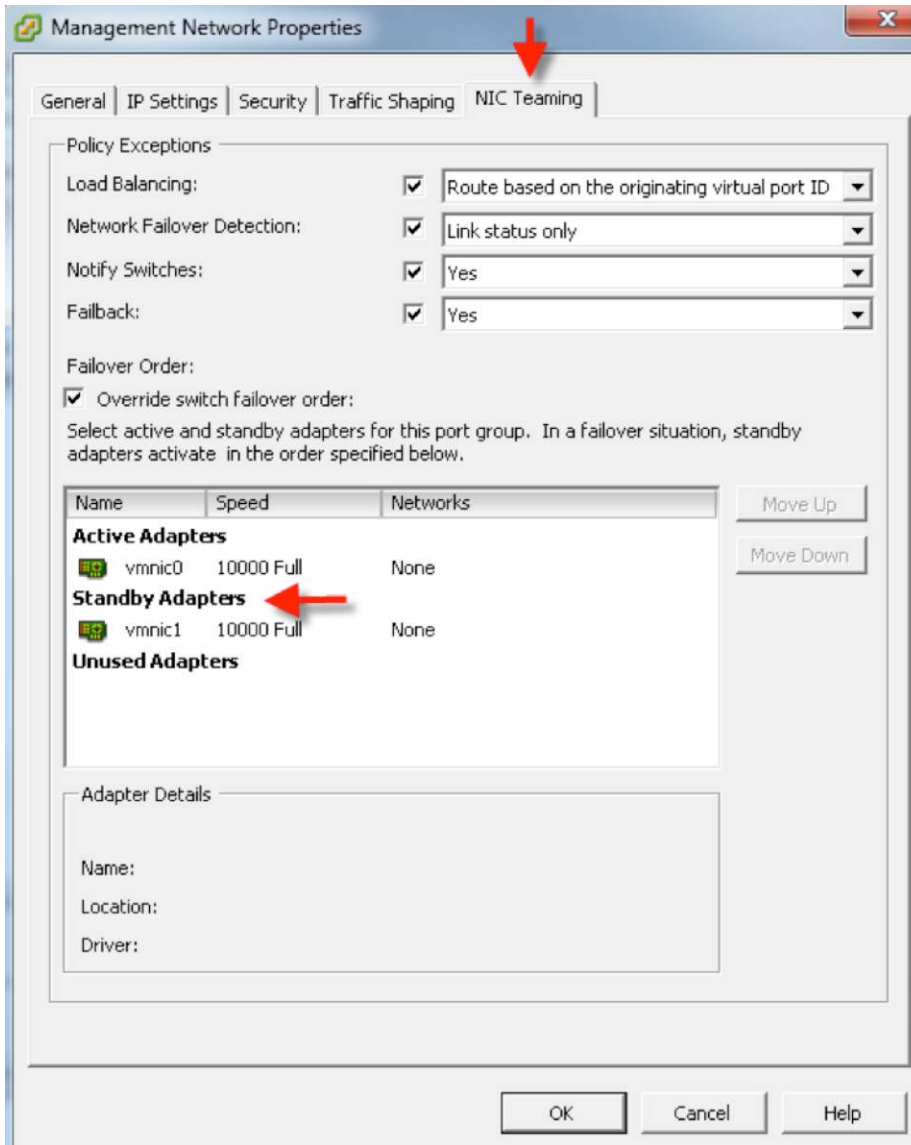 Management Network Properties
General IP Settings Security Traffic Shaping NIC Teaming
Policy Exceptions
Load Balancing: Route based on the originating virtual port ID
Network Failover Detection: Link status only
Notify Switches: Yes
Failback: Yes
Failover Order:
Override switch failover order:
Select active and standby adapters for this port group. In a failover situation, standby
adapters activate in the order specified below.
Name Speed Networks Move Up
Active Adapters
vmnic0 10000 Full None Move Down
Standby Adapters
vmnic1 10000 Full None
Unused Adapters
Adapter Details
Name:
Location:
Driver:
OK Cancel Help